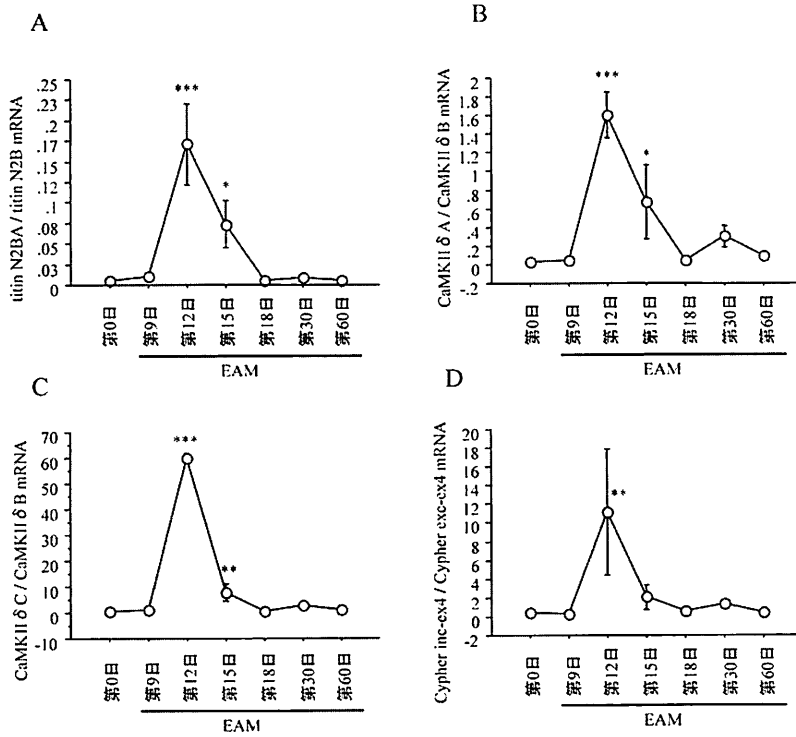 A
titin N2BA / titin N2B mRNA
.25
.23
.2
.17
.15
.12
.1
.08
.05
.03
0
***
*
第0日
第9日
第12日
第15日
第18日
第30日
第60日
EAM
B
CaMKII δ A / CaMKII δ B mRNA
2
1.8
1.6
1.4
1.2
1
.8
.6
.4
.2
0
-.2
***
*
第0日
第9日
第12日
第15日
第18日
第30日
第60日
EAM
C
CaMKII δ C / CaMKII δ B mRNA
70
60
50
40
30
20
10
0
-10
***
**
第0日
第9日
第12日
第15日
第18日
第30日
第60日
EAM
D
Cypher inc-ex4 / Cypher exc-ex4 mRNA
20
18
16
14
12
10
8
6
4
2
0
-2
**
第0日
第9日
第12日
第15日
第18日
第30日
第60日
EAM